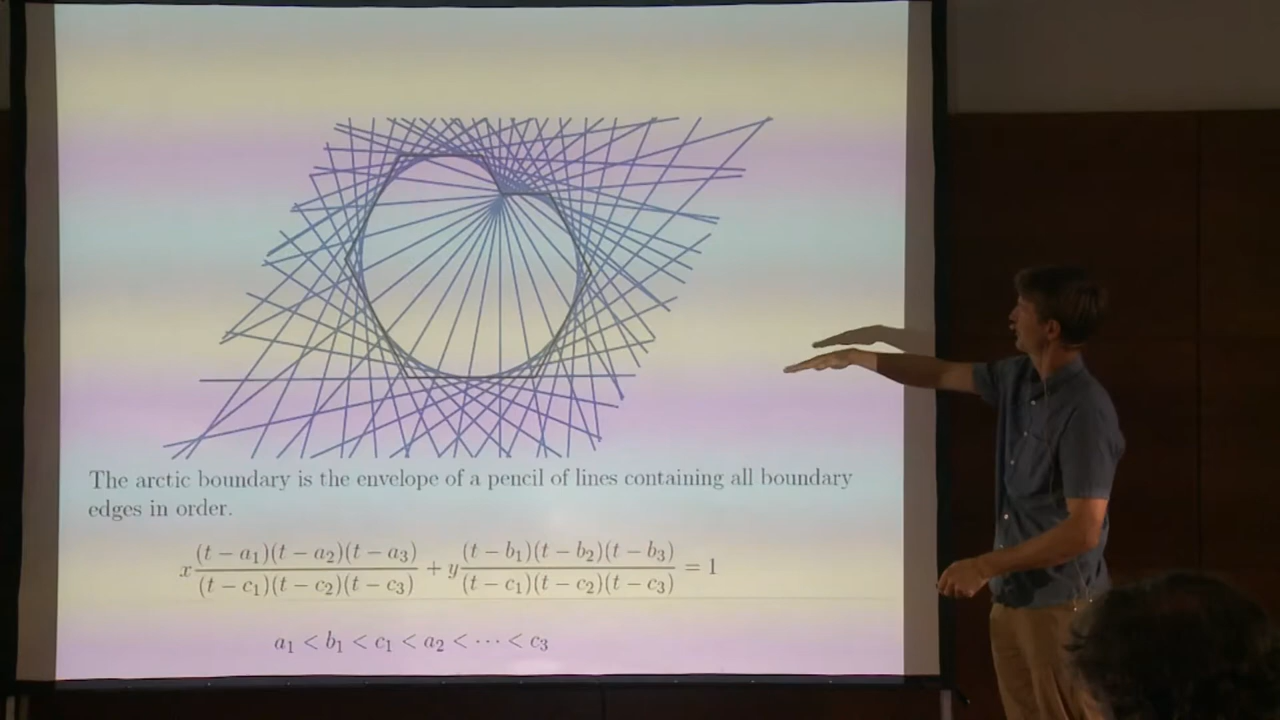 The arctic boundary is the envelope of a pencil of lines containing all boundary
edges in order.
x (t − a₁)(t − a₂)(t − a₃) / (t − c₁)(t − c₂)(t − c₃) + y (t − b₁)(t − b₂)(t − b₃) / (t − c₁)(t − c₂)(t − c₃) = 1
a₁ < b₁ < c₁ < a₂ < ··· < c₃